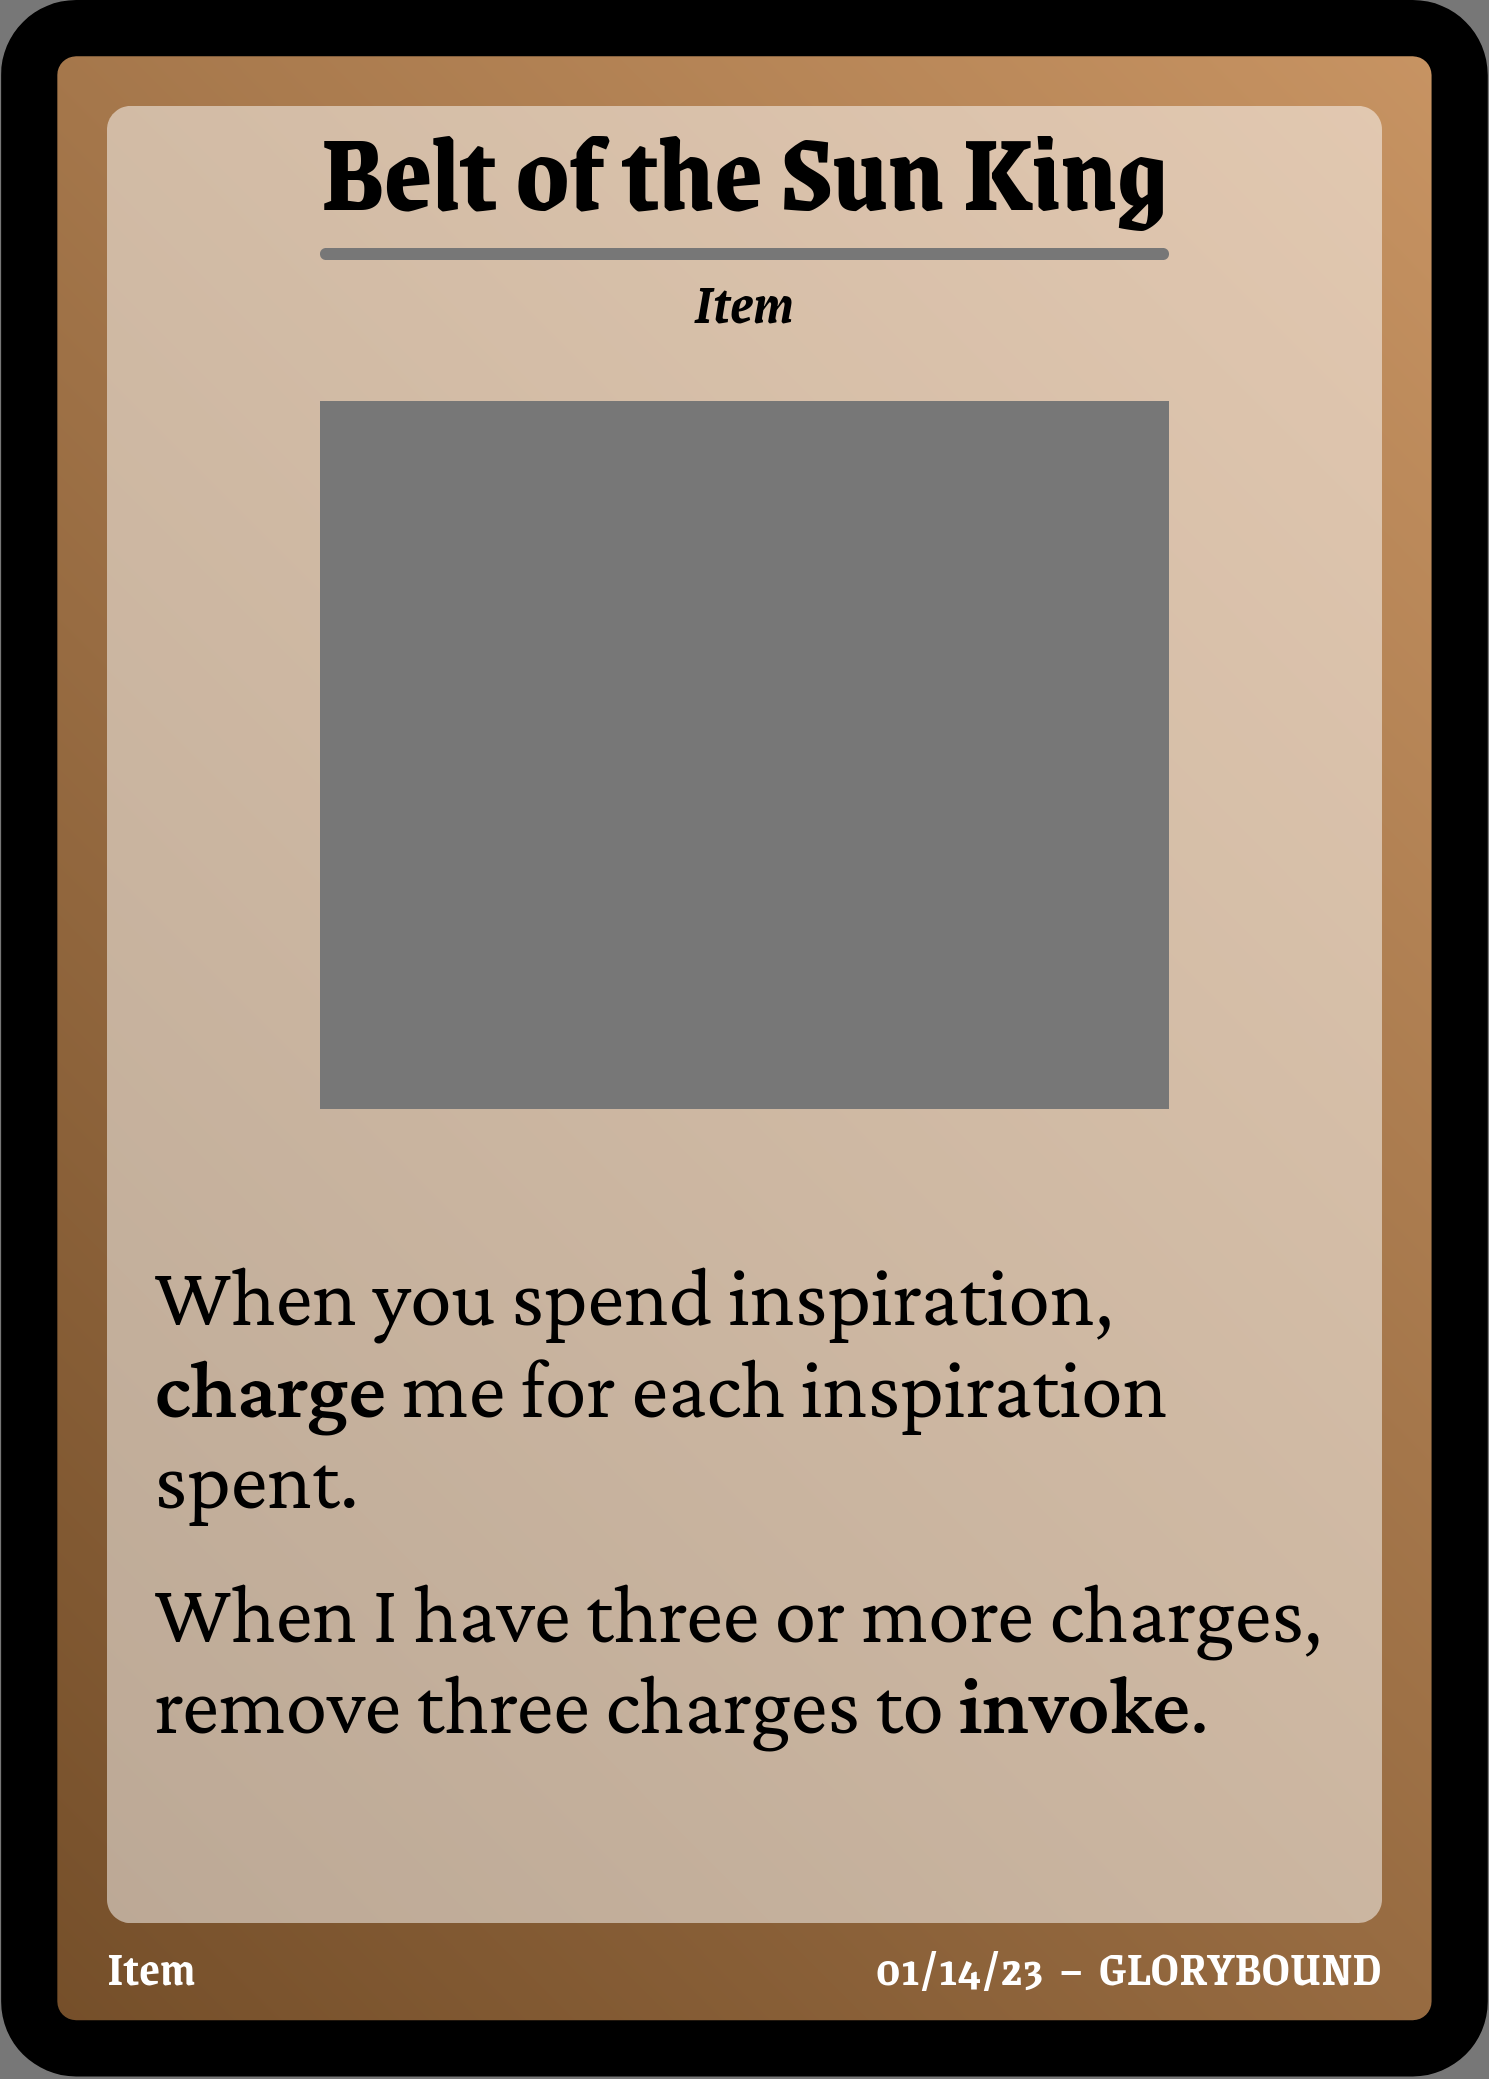 Belt of the Sun King
Item
When you spend inspiration,
charge me for each inspiration
spent.
When I have three or more charges,
remove three charges to invoke.
Item
01/14/23 – GLORYBOUND